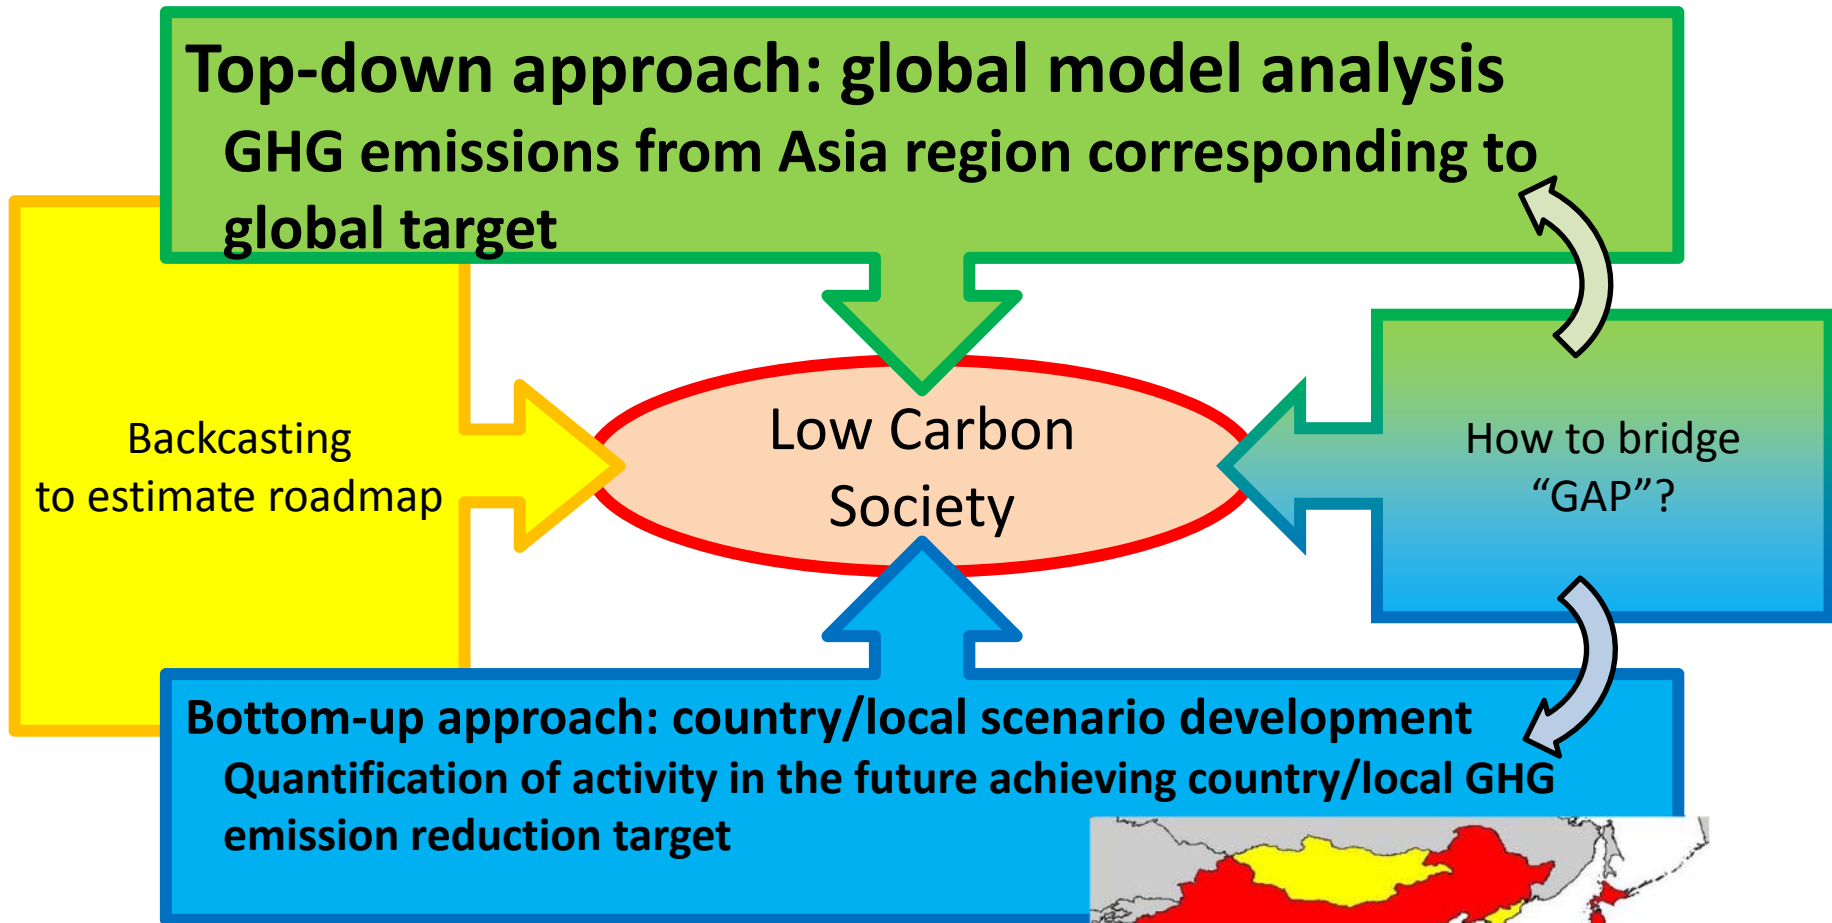 Top-down approach: global model analysis
GHG emissions from Asia region corresponding to
global target
Backcasting
to estimate roadmap
Low Carbon
Society
How to bridge
“GAP”?
Bottom-up approach: country/local scenario development
Quantification of activity in the future achieving country/local GHG
emission reduction target